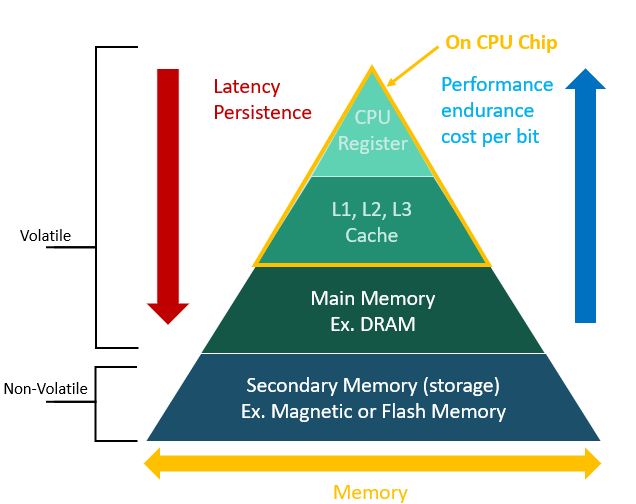 On CPU Chip
Latency
Persistence
Performance
endurance
cost per bit
CPU
Register
L1, L2, L3
Cache
Volatile
Main Memory
Ex. DRAM
Non-Volatile
Secondary Memory (storage)
Ex. Magnetic or Flash Memory
Memory